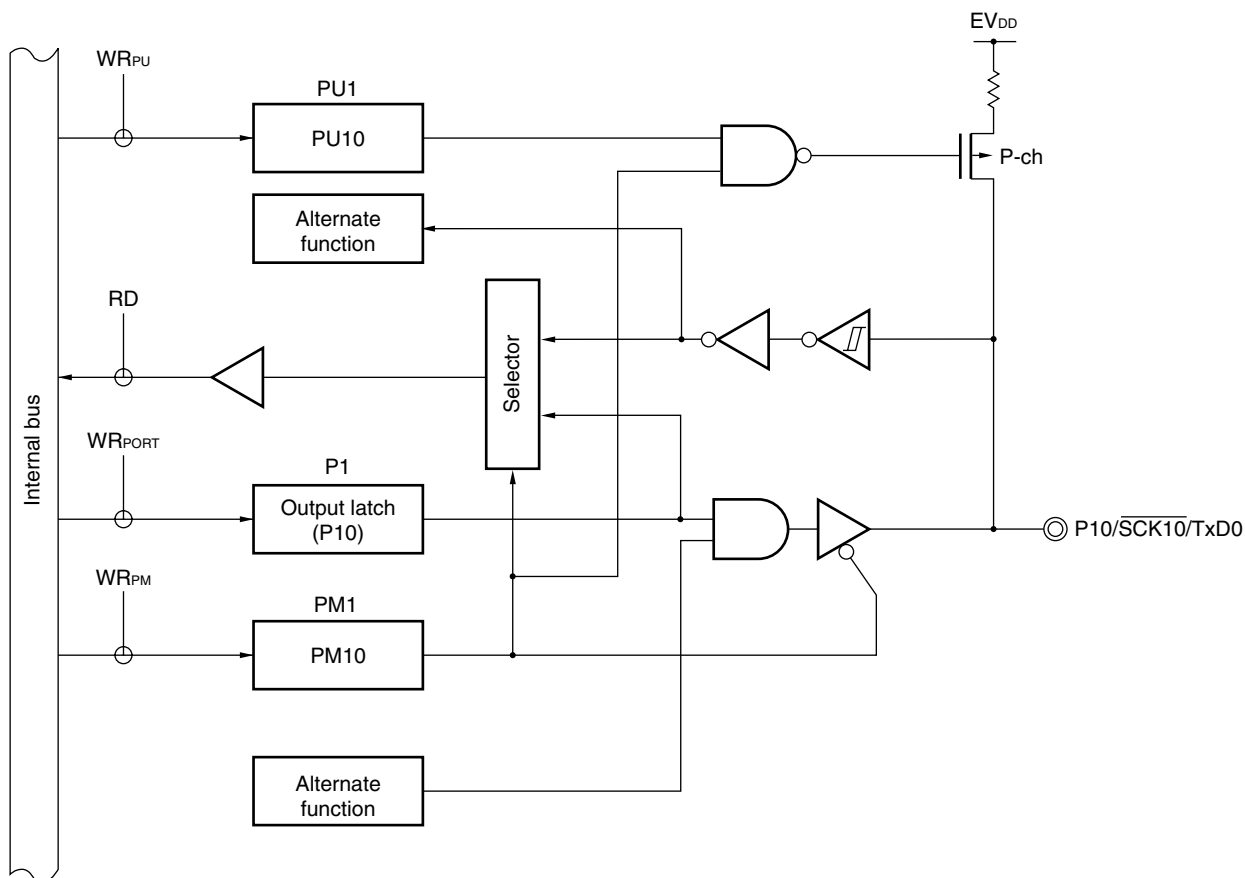 EVDD
WRPU
PU1
PU10
P-ch
Alternate
function
RD
Selector
Internal bus
WRPORT
P1
Output latch
(P10)
P10/SCK10/TxD0
WRPM
PM1
PM10
Alternate
function